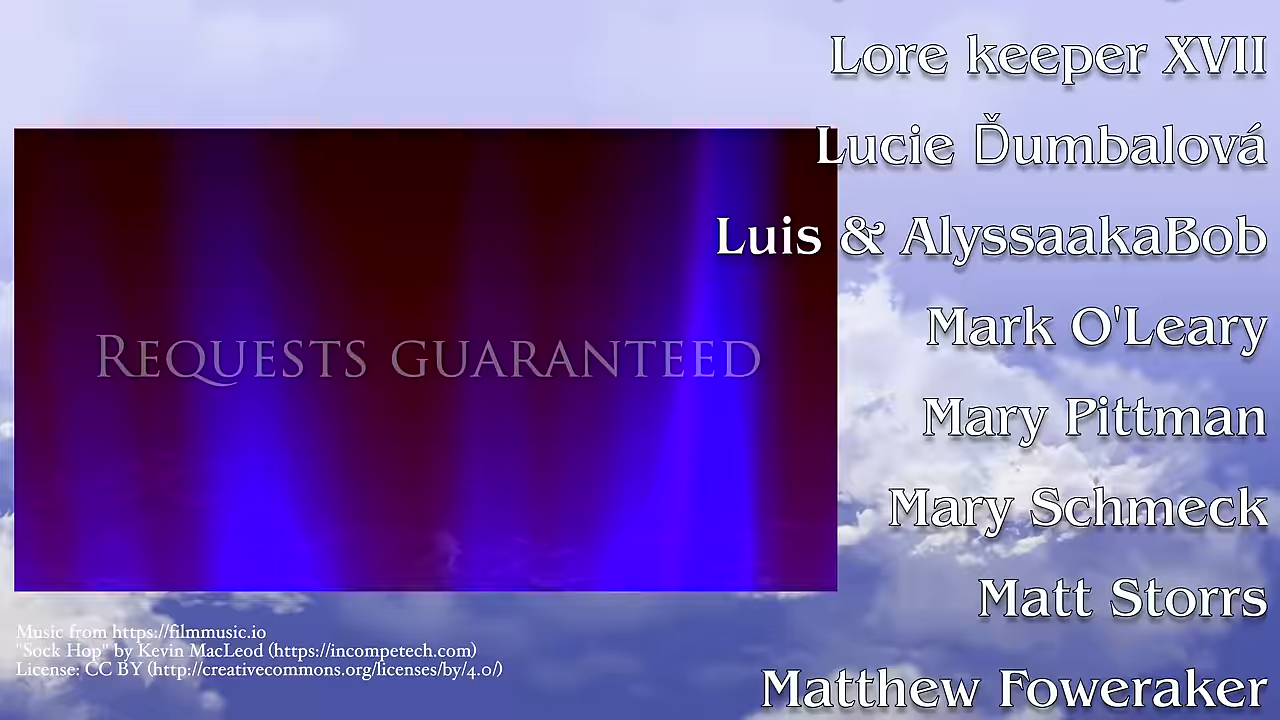 Lore keeper XVII
Lucie Ďumbalová
Luis & AlyssaakaBob
Mark O'Leary
Mary Pittman
Mary Schmeck
Matt Storrs
Matthew Foweraker
Requests guaranteed
Music from https://filmmusic.io
"Sock Hop" by Kevin MacLeod (https://incompetech.com)
License: CC BY (http://creativecommons.org/licenses/by/4.0/)